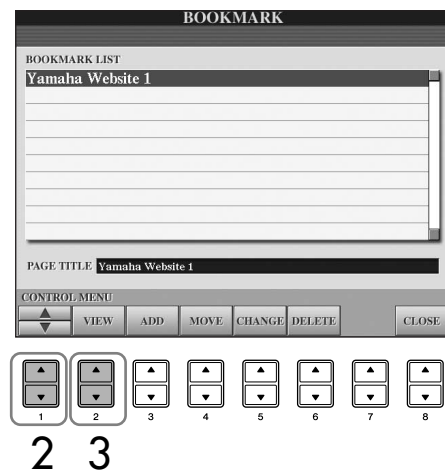 BOOKMARK
BOOKMARK LIST
Yamaha Website 1
PAGE TITLE Yamaha Website 1
CONTROL MENU
VIEW ADD MOVE CHANGE DELETE CLOSE
1 2 3 4 5 6 7 8
2 3